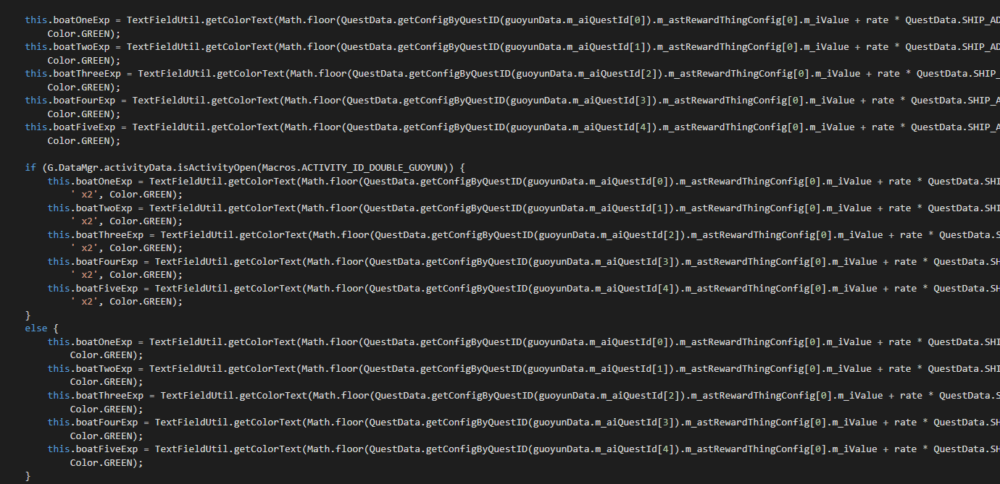 this.boatOneExp = TextFieldUtil.getColorText(Math.floor(QuestData.getConfigByQuestID(guoyunData.m_aiQuestId[0]).m_astRewardThingConfig[0].m_iValue + rate * QuestData.SHIP_AD
Color.GREEN);
this.boatTwoExp = TextFieldUtil.getColorText(Math.floor(QuestData.getConfigByQuestID(guoyunData.m_aiQuestId[1]).m_astRewardThingConfig[0].m_iValue + rate * QuestData.SHIP_AD
Color.GREEN);
this.boatThreeExp = TextFieldUtil.getColorText(Math.floor(QuestData.getConfigByQuestID(guoyunData.m_aiQuestId[2]).m_astRewardThingConfig[0].m_iValue + rate * QuestData.SHIP_
Color.GREEN);
this.boatFourExp = TextFieldUtil.getColorText(Math.floor(QuestData.getConfigByQuestID(guoyunData.m_aiQuestId[3]).m_astRewardThingConfig[0].m_iValue + rate * QuestData.SHIP_A
Color.GREEN);
this.boatFiveExp = TextFieldUtil.getColorText(Math.floor(QuestData.getConfigByQuestID(guoyunData.m_aiQuestId[4]).m_astRewardThingConfig[0].m_iValue + rate * QuestData.SHIP_A
Color.GREEN);
if (G.DataMgr.activityData.isActivityOpen(Macros.ACTIVITY_ID_DOUBLE_GUOYUN)) {
this.boatOneExp = TextFieldUtil.getColorText(Math.floor(QuestData.getConfigByQuestID(guoyunData.m_aiQuestId[0]).m_astRewardThingConfig[0].m_iValue + rate * QuestData.SHI
' x2', Color.GREEN);
this.boatTwoExp = TextFieldUtil.getColorText(Math.floor(QuestData.getConfigByQuestID(guoyunData.m_aiQuestId[1]).m_astRewardThingConfig[0].m_iValue + rate * QuestData.SHI
' x2', Color.GREEN);
this.boatThreeExp = TextFieldUtil.getColorText(Math.floor(QuestData.getConfigByQuestID(guoyunData.m_aiQuestId[2]).m_astRewardThingConfig[0].m_iValue + rate * QuestData.S
' x2', Color.GREEN);
this.boatFourExp = TextFieldUtil.getColorText(Math.floor(QuestData.getConfigByQuestID(guoyunData.m_aiQuestId[3]).m_astRewardThingConfig[0].m_iValue + rate * QuestData.SH
' x2', Color.GREEN);
this.boatFiveExp = TextFieldUtil.getColorText(Math.floor(QuestData.getConfigByQuestID(guoyunData.m_aiQuestId[4]).m_astRewardThingConfig[0].m_iValue + rate * QuestData.SH
' x2', Color.GREEN);
}
else {
this.boatOneExp = TextFieldUtil.getColorText(Math.floor(QuestData.getConfigByQuestID(guoyunData.m_aiQuestId[0]).m_astRewardThingConfig[0].m_iValue + rate * QuestData.SHI
Color.GREEN);
this.boatTwoExp = TextFieldUtil.getColorText(Math.floor(QuestData.getConfigByQuestID(guoyunData.m_aiQuestId[1]).m_astRewardThingConfig[0].m_iValue + rate * QuestData.SHI
Color.GREEN);
this.boatThreeExp = TextFieldUtil.getColorText(Math.floor(QuestData.getConfigByQuestID(guoyunData.m_aiQuestId[2]).m_astRewardThingConfig[0].m_iValue + rate * QuestData.S
Color.GREEN);
this.boatFourExp = TextFieldUtil.getColorText(Math.floor(QuestData.getConfigByQuestID(guoyunData.m_aiQuestId[3]).m_astRewardThingConfig[0].m_iValue + rate * QuestData.SH
Color.GREEN);
this.boatFiveExp = TextFieldUtil.getColorText(Math.floor(QuestData.getConfigByQuestID(guoyunData.m_aiQuestId[4]).m_astRewardThingConfig[0].m_iValue + rate * QuestData.SH
Color.GREEN);
}